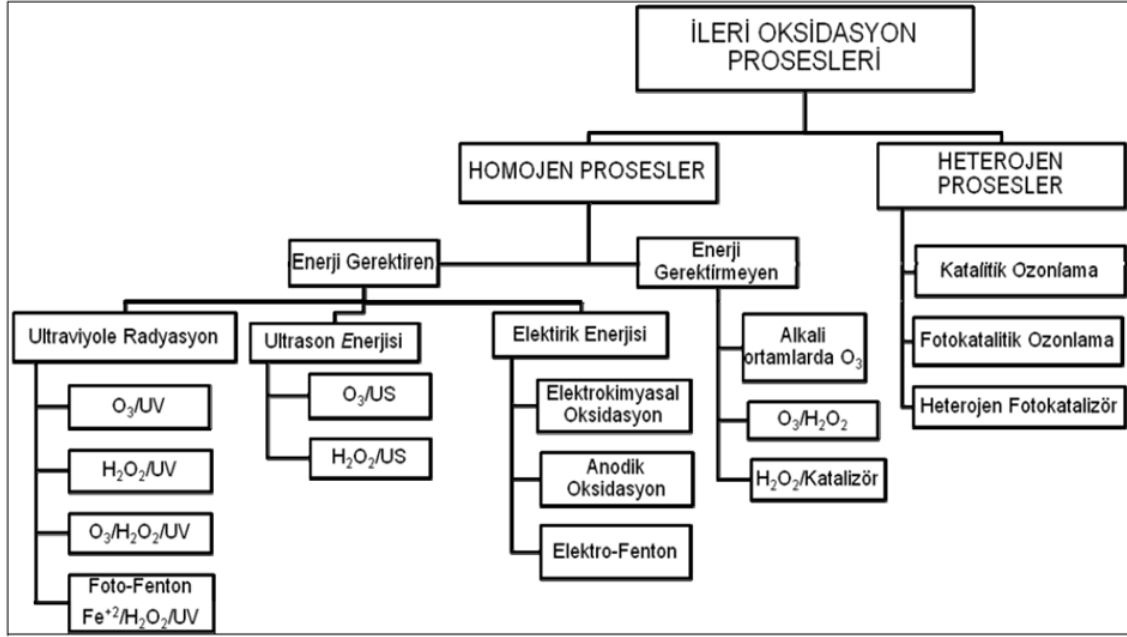 İLERİ OKSİDASYON
PROSESLERİ
HOMOJEN PROSESLER
HETEROJEN
PROSESLER
Enerji Gerektiren
Enerji
Gerektirmeyen
Ultraviyole Radyasyon
O₃/UV
H₂O₂/UV
O₃/H₂O₂/UV
Foto-Fenton
Fe⁺²/H₂O₂/UV
Ultrason Enerjisi
O₃/US
H₂O₂/US
Elektirik Enerjisi
Elektrokimyasal
Oksidasyon
Anodik
Oksidasyon
Elektro-Fenton
Alkali
ortamlarda O₃
O₃/H₂O₂
H₂O₂/Katalizör
Katalitik Ozonlama
Fotokatalitik Ozonlama
Heterojen Fotokatalizör